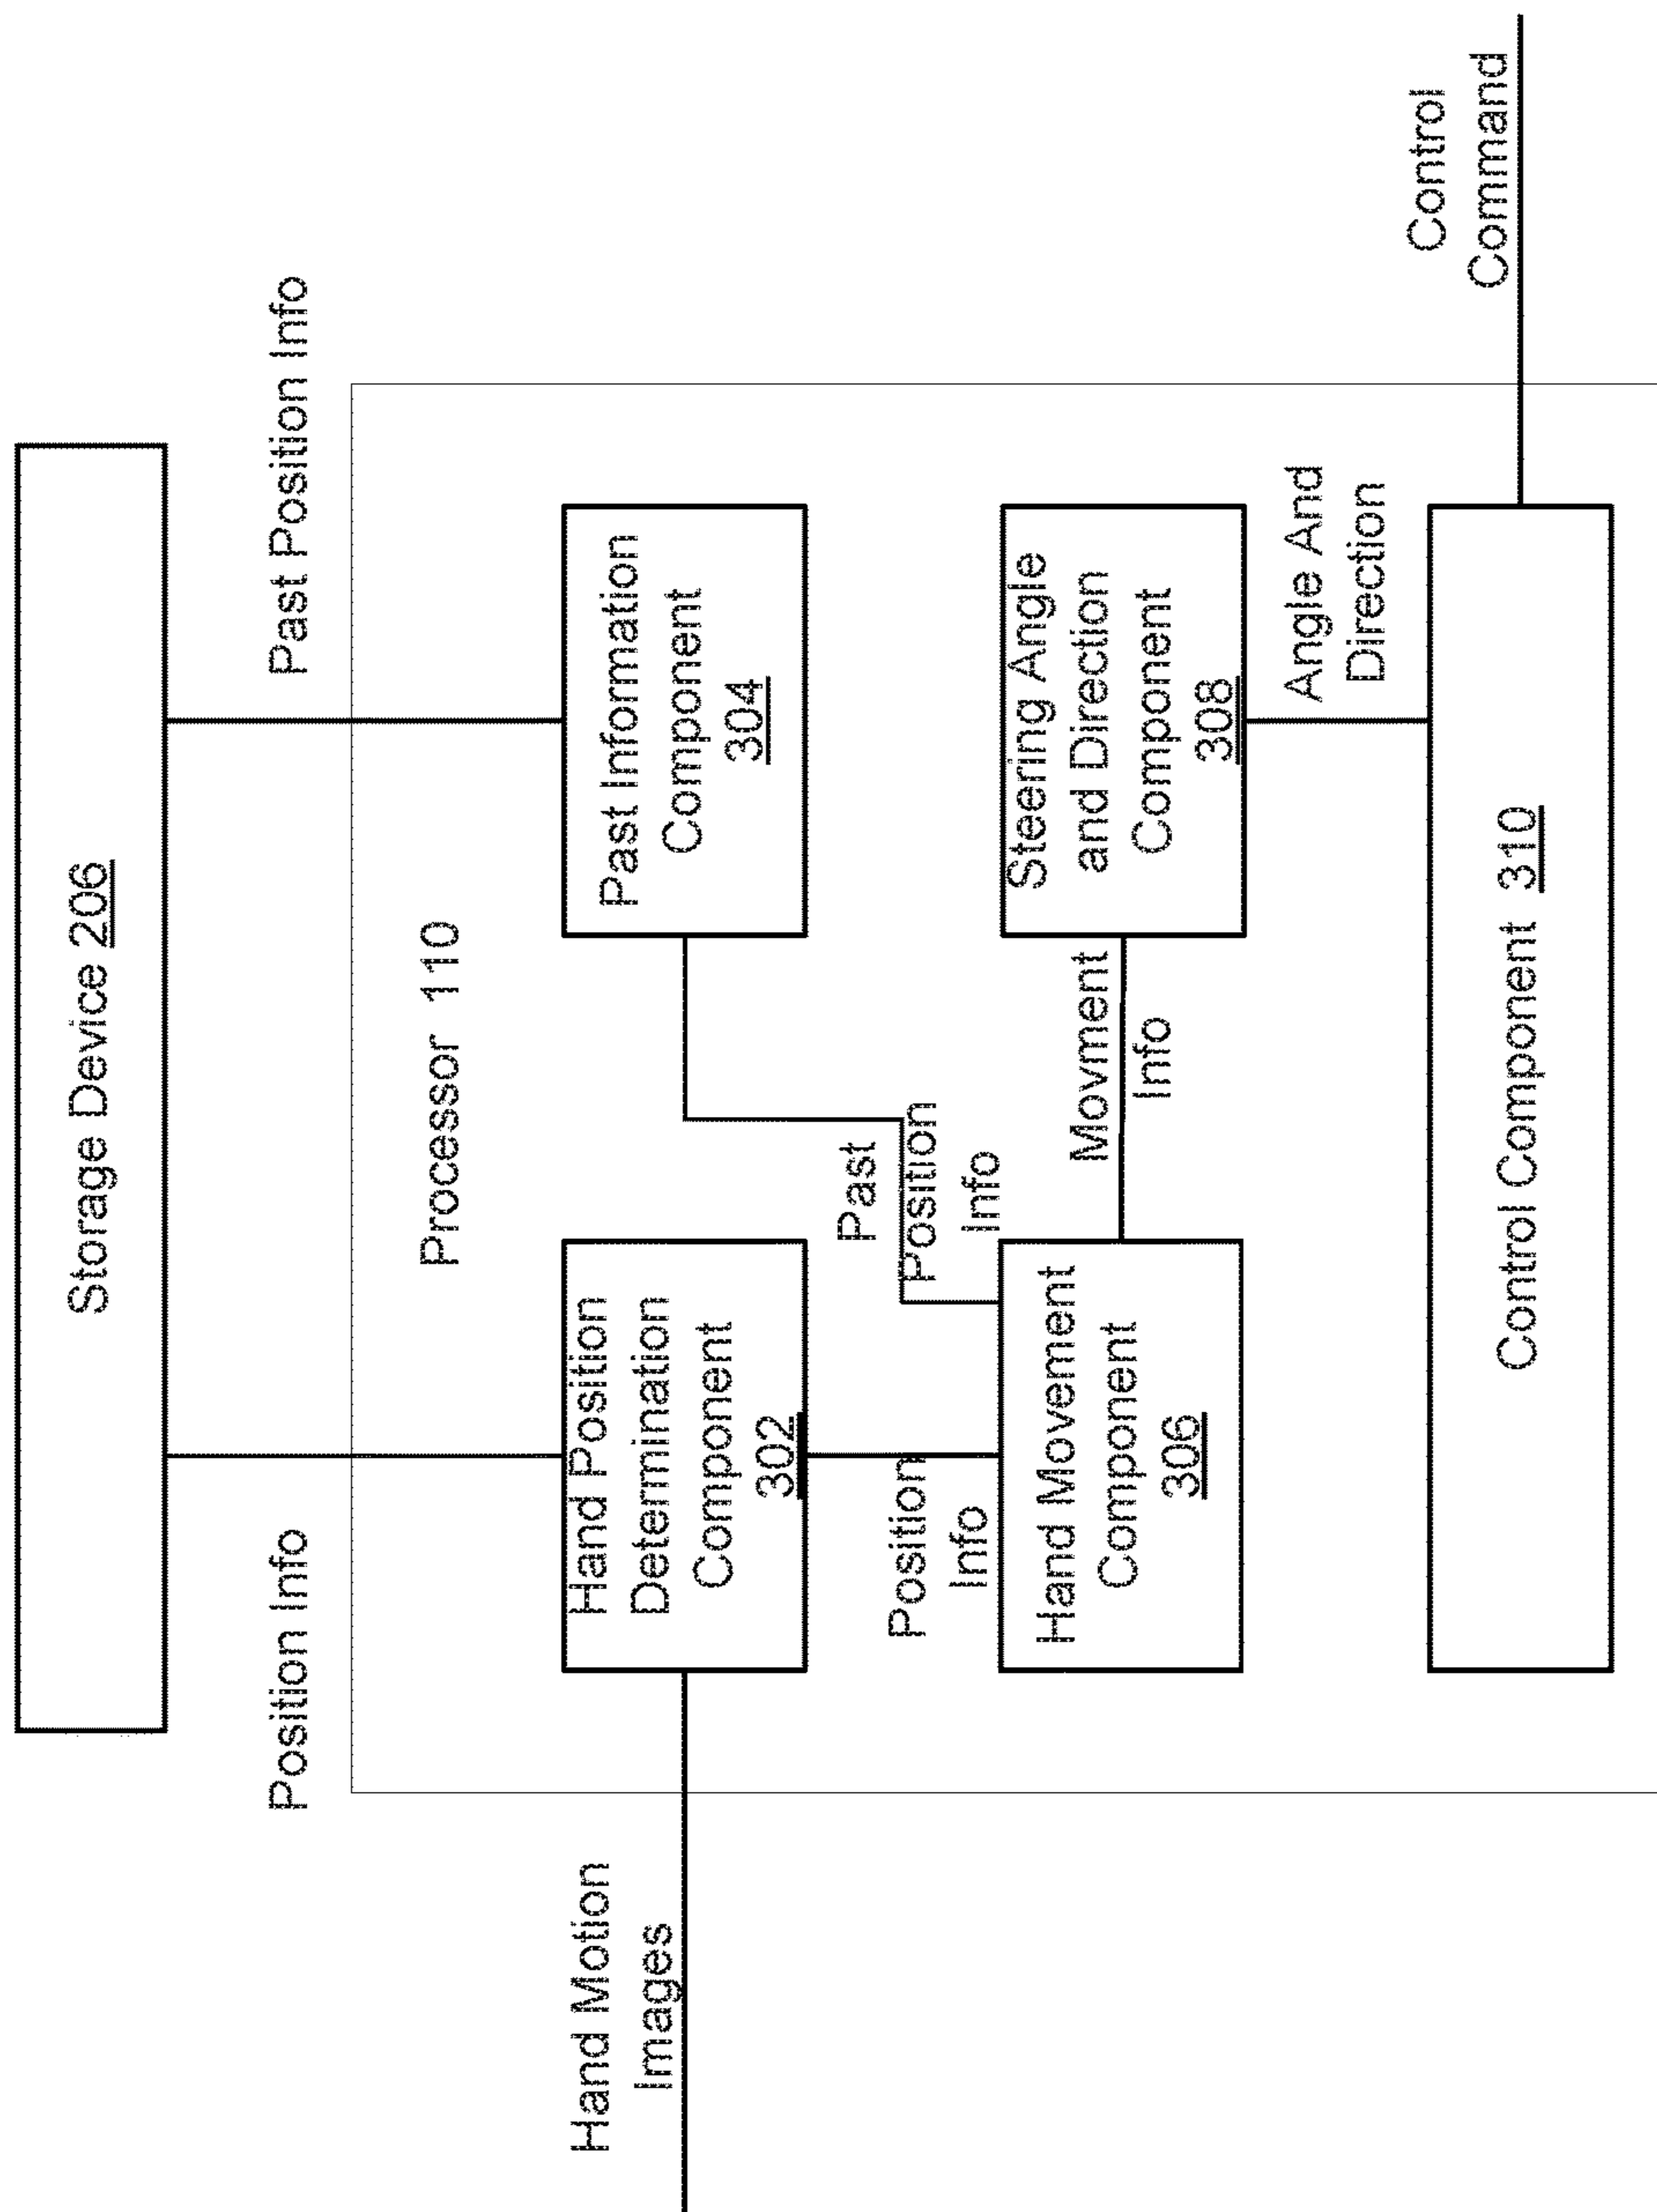 Storage Device 206
Position Info
Past Position Info
Processor 110
Hand Motion
Images
Hand Position
Determination
Component
302
Past Information
Component
304
Past
Position
Info
Position
Info
Hand Movement
Component
306
Movment
Info
Steering Angle
and Direction
Component
308
Angle And
Direction
Control Component 310
Control
Command